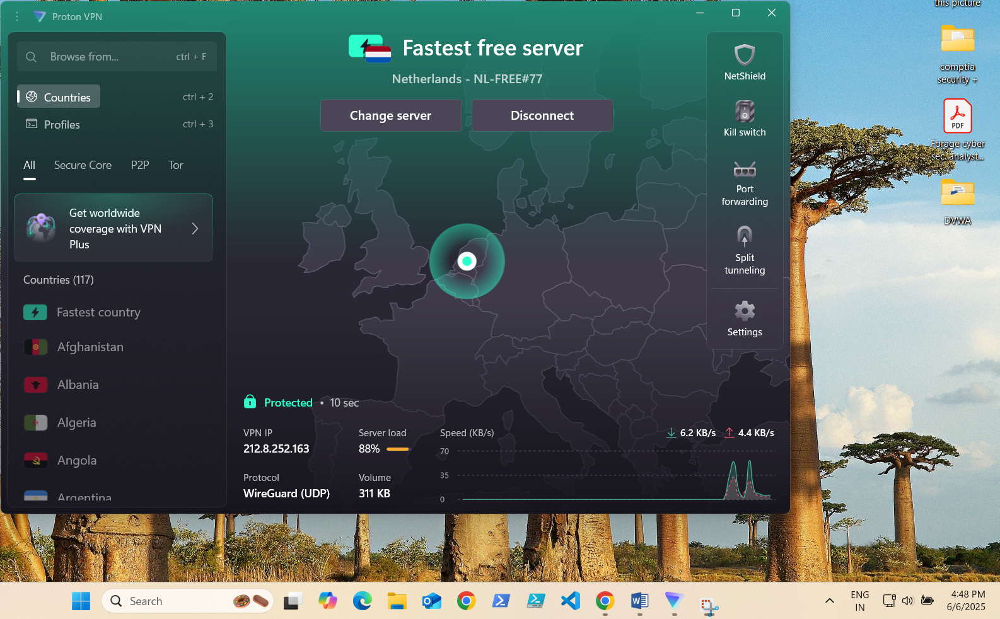 Proton VPN
Browse from...
ctrl + F
Countries
ctrl + 2
Profiles
ctrl + 3
All
Secure Core
P2P
Tor
Get worldwide
coverage with VPN
Plus
Countries (117)
Fastest country
Afghanistan
Albania
Algeria
Angola
Argentina
Fastest free server
Netherlands - NL-FREE#77
Change server
Disconnect
Protected • 10 sec
VPN IP
212.8.252.163
Server load
88%
Protocol
WireGuard (UDP)
Volume
311 KB
Speed (KB/s)
6.2 KB/s
4.4 KB/s
70
35
0
NetShield
Kill switch
Port
forwarding
Split
tunneling
Settings
this picture
comptia
security +
PDF
Forage cyber
sec. analyst...
DVWA
Search
ENG
IN
4:48 PM
6/6/2025